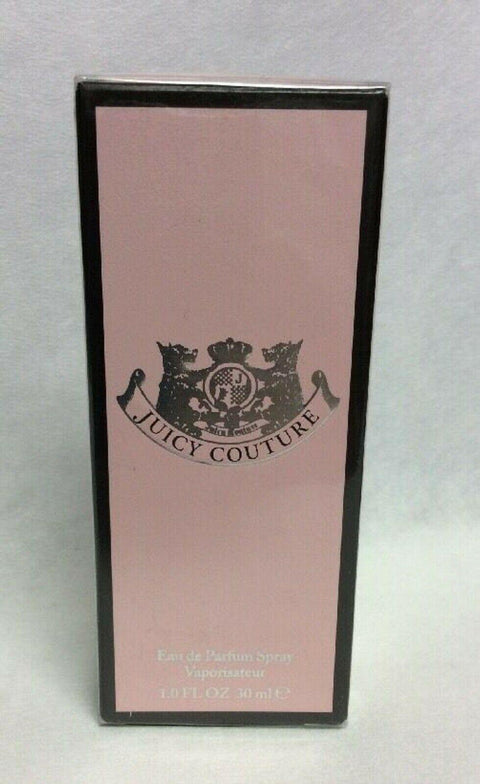 J
JUICY COUTURE
Eau de Parfum Spray
Vaporisateur
1.0 FL OZ 30 ml ℮